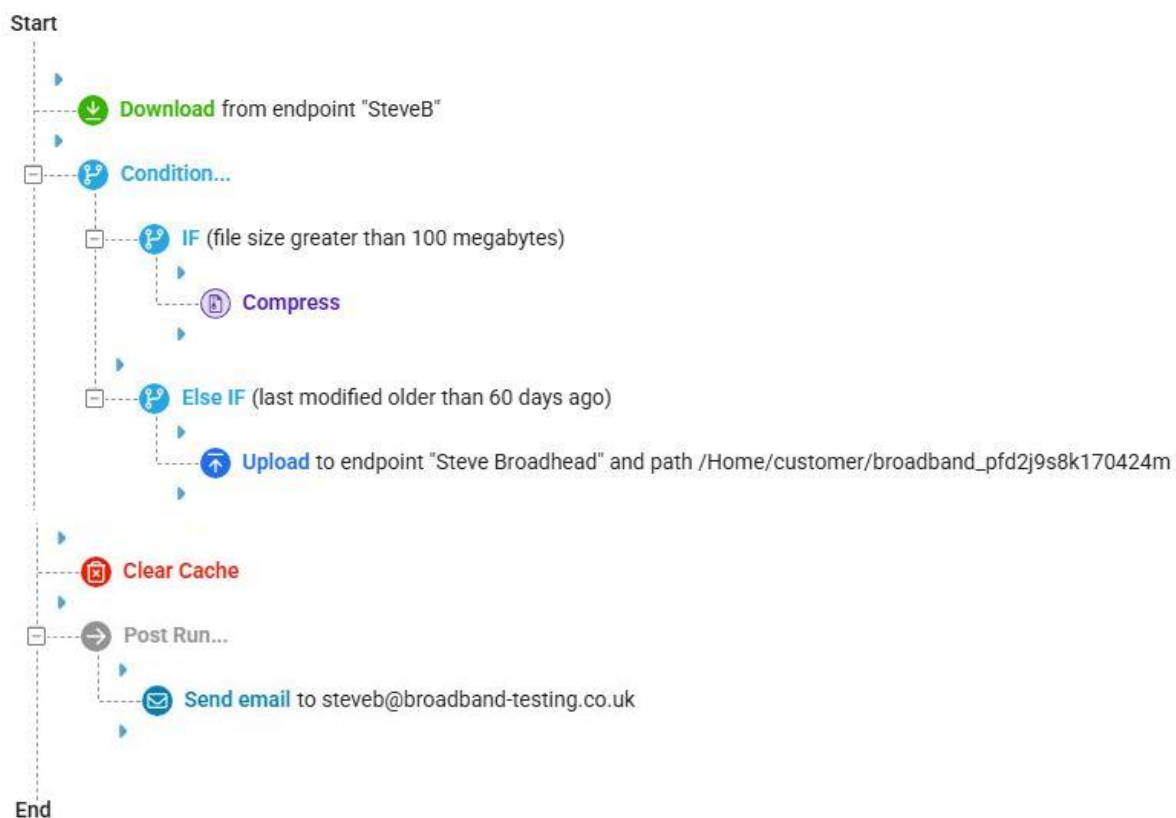 Start
Download from endpoint "SteveB"
Condition...
IF (file size greater than 100 megabytes)
Compress
Else IF (last modified older than 60 days ago)
Upload to endpoint "Steve Broadhead" and path /Home/customer/broadband_pfd2j9s8k170424m
Clear Cache
Post Run...
Send email to steveb@broadband-testing.co.uk
End